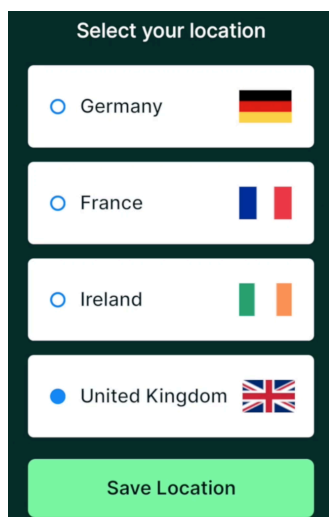 Select your location
Germany
France
Ireland
United Kingdom
Save Location